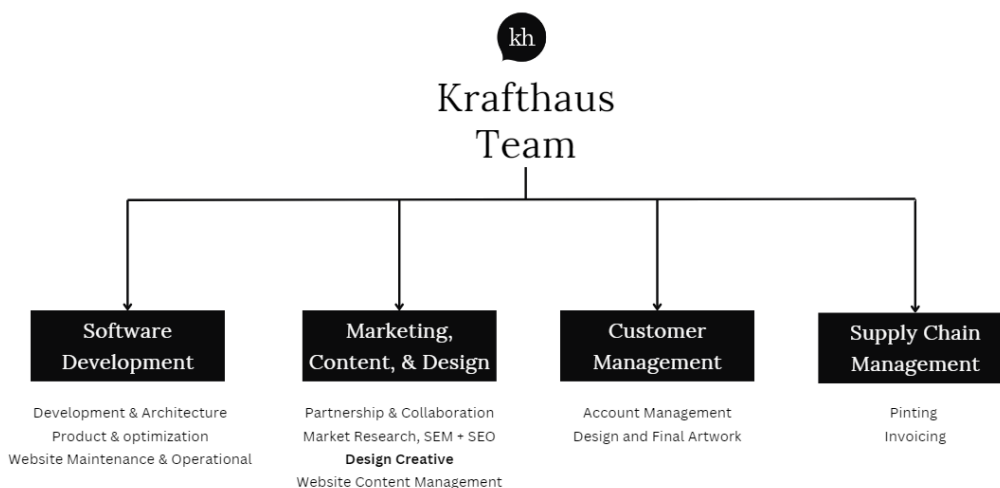 kh
Krafthaus
Team
Software
Development
Development & Architecture
Product & optimization
Website Maintenance & Operational
Marketing,
Content, & Design
Partnership & Collaboration
Market Research, SEM + SEO
Design Creative
Website Content Management
Customer
Management
Account Management
Design and Final Artwork
Supply Chain
Management
Pinting
Invoicing